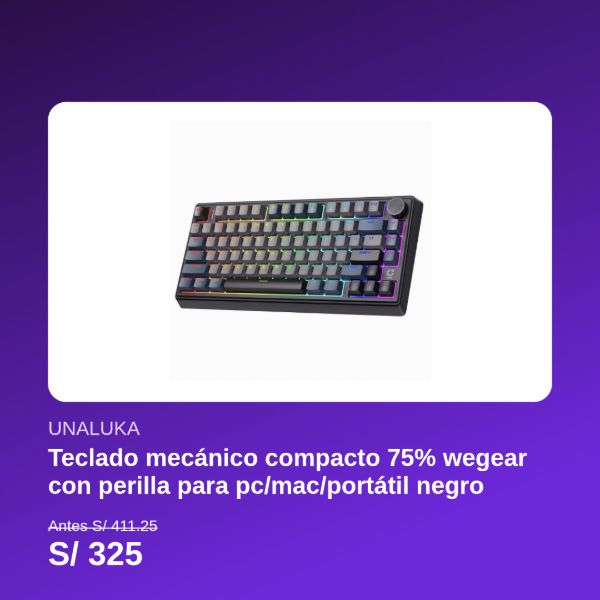 UNALUKA
Teclado mecánico compacto 75% wegear
con perilla para pc/mac/portátil negro
Antes S/ 411.25
S/ 325